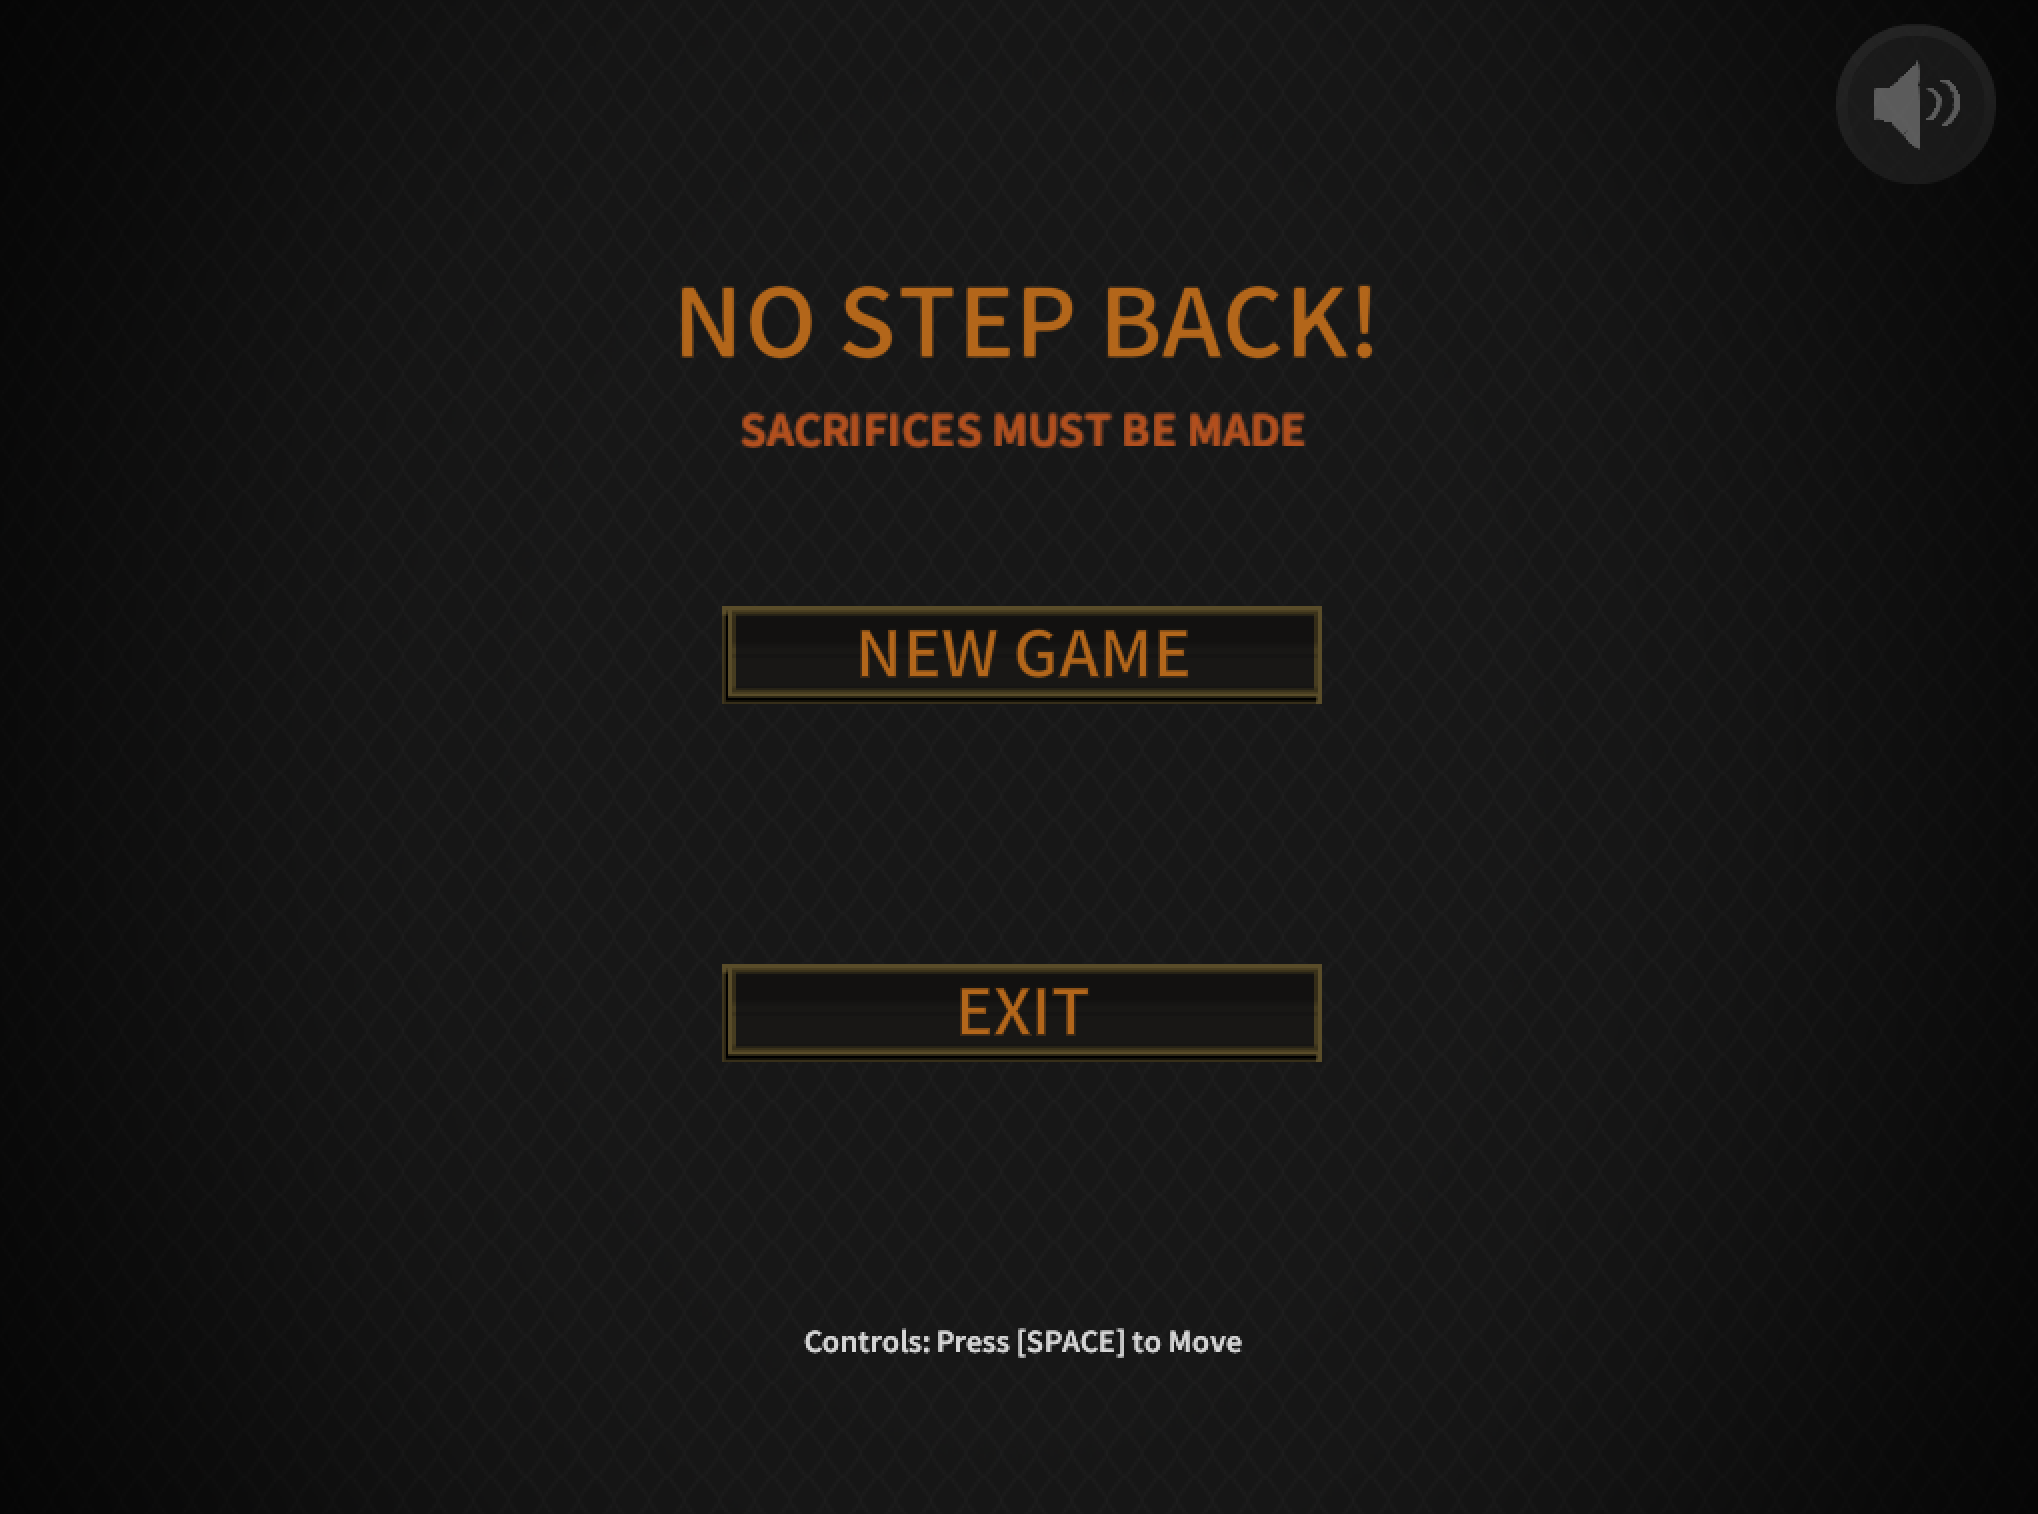 NO STEP BACK!
SACRIFICES MUST BE MADE
NEW GAME
EXIT
Controls: Press [SPACE] to Move